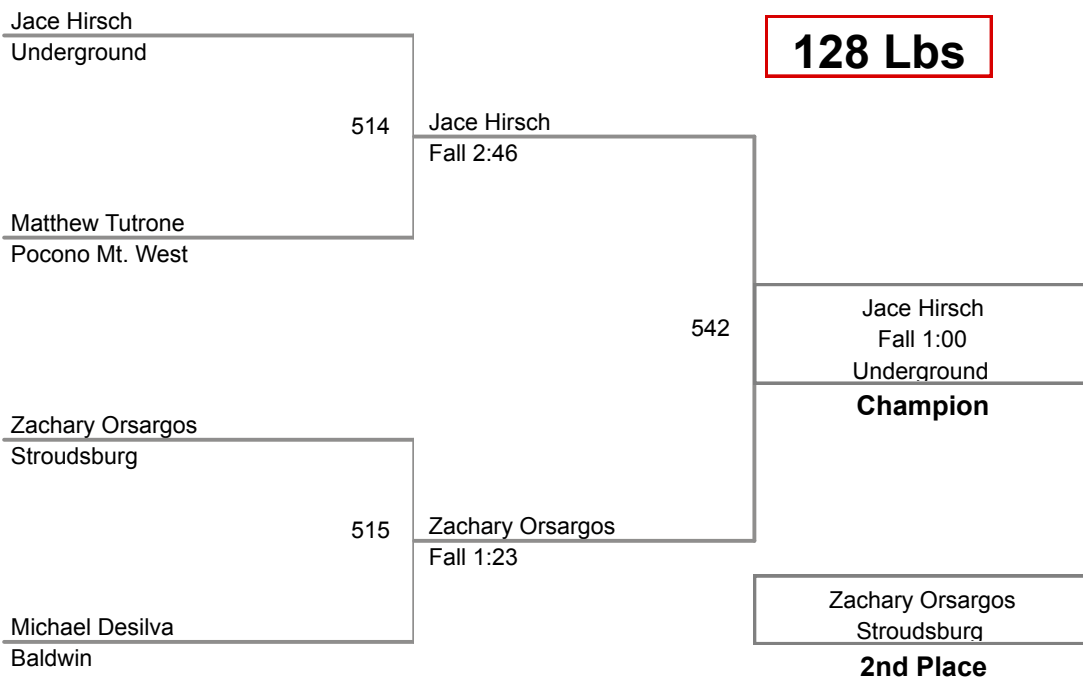 Jace Hirsch
Underground
128 Lbs
514
Jace Hirsch
Fall 2:46
Matthew Tutrone
Pocono Mt. West
542
Jace Hirsch
Fall 1:00
Underground
Champion
Zachary Orsargos
Stroudsburg
515
Zachary Orsargos
Fall 1:23
Michael Desilva
Baldwin
Zachary Orsargos
Stroudsburg
2nd Place